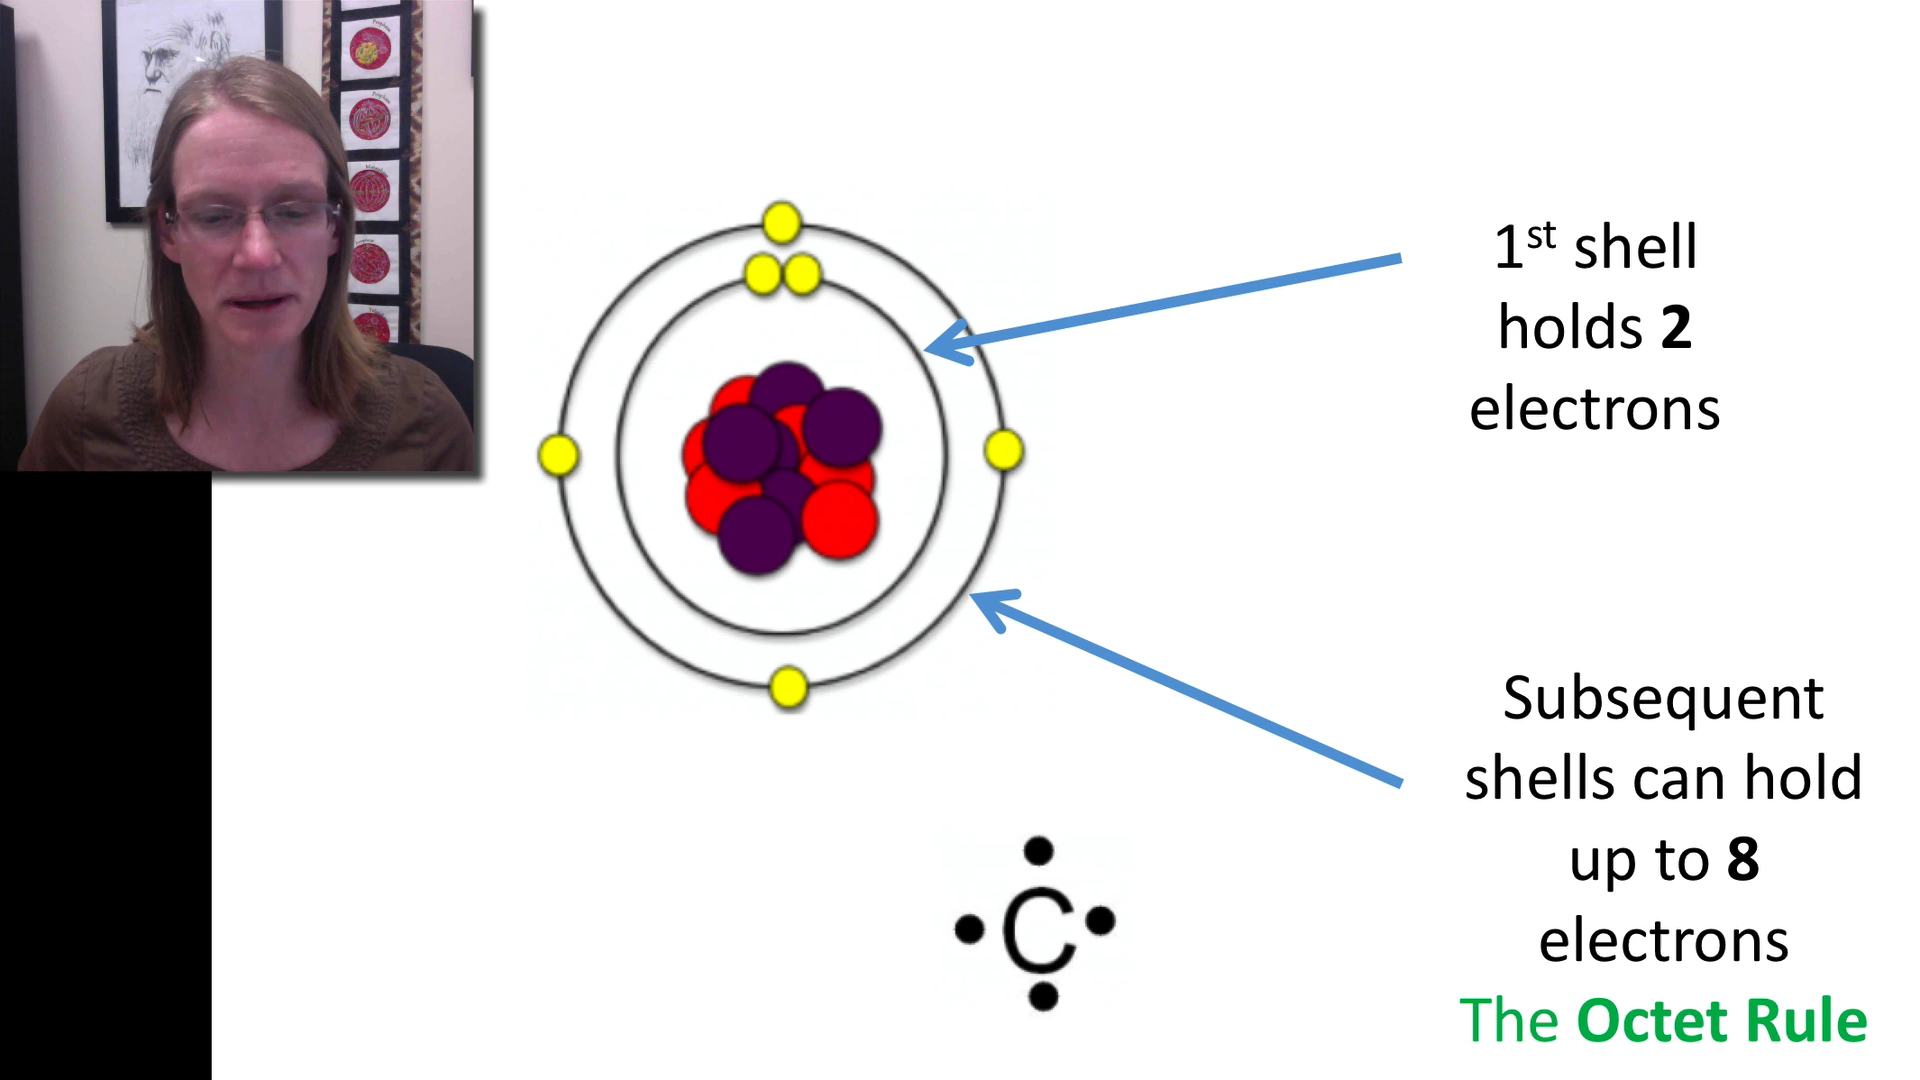 1st shell
holds 2
electrons
Subsequent
shells can hold
up to 8
electrons
The Octet Rule
C